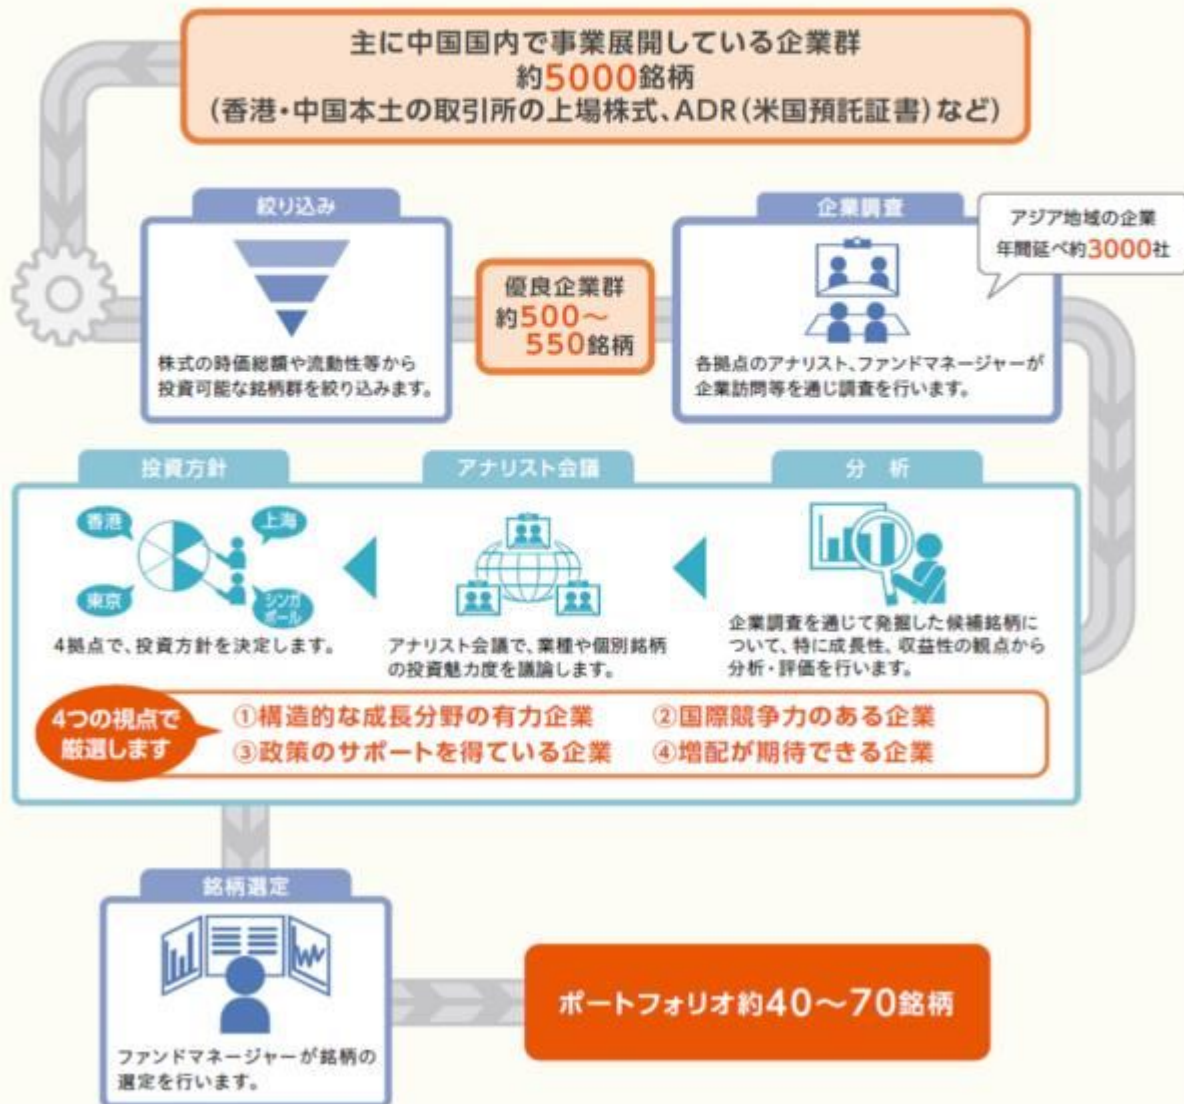 主に中国国内で事業展開している企業群
約5000銘柄
(香港・中国本土の取引所の上場株式、ADR(米国預託証書)など)
絞り込み
株式の時価総額や流動性等から
投資可能な銘柄群を絞り込みます。
優良企業群
約500〜
550銘柄
企業調査
アジア地域の企業
年間延べ約3000社
各拠点のアナリスト、ファンドマネージャーが
企業訪問等を通じ調査を行います。
分 析
企業調査を通じて発掘した候補銘柄に
ついて、特に成長性、収益性の観点から
分析・評価を行います。
アナリスト会議
アナリスト会議で、業種や個別銘柄
の投資魅力度を議論します。
投資方針
香港
上海
東京
シンガ
ポール
4拠点で、投資方針を決定します。
4つの視点で
厳選します
①構造的な成長分野の有力企業 ②国際競争力のある企業
③政策のサポートを得ている企業 ④増配が期待できる企業
銘柄選定
ファンドマネージャーが銘柄の
選定を行います。
ポートフォリオ約40〜70銘柄